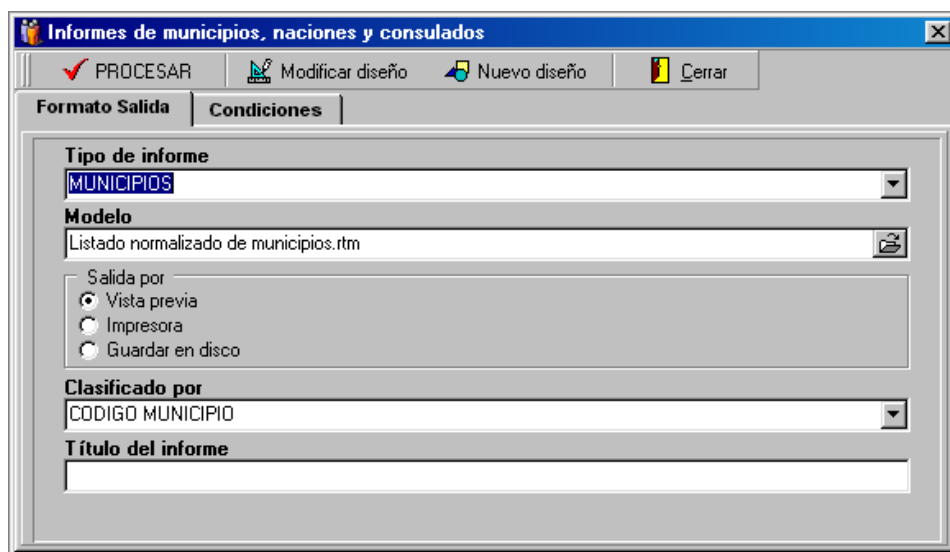 Informes de municipios, naciones y consulados
PROCESAR Modificar diseño Nuevo diseño Cerrar
Formato Salida Condiciones
Tipo de informe
MUNICIPIOS
Modelo
Listado normalizado de municipios.rtm
Salida por
Vista previa
Impresora
Guardar en disco
Clasificado por
CODIGO MUNICIPIO
Título del informe